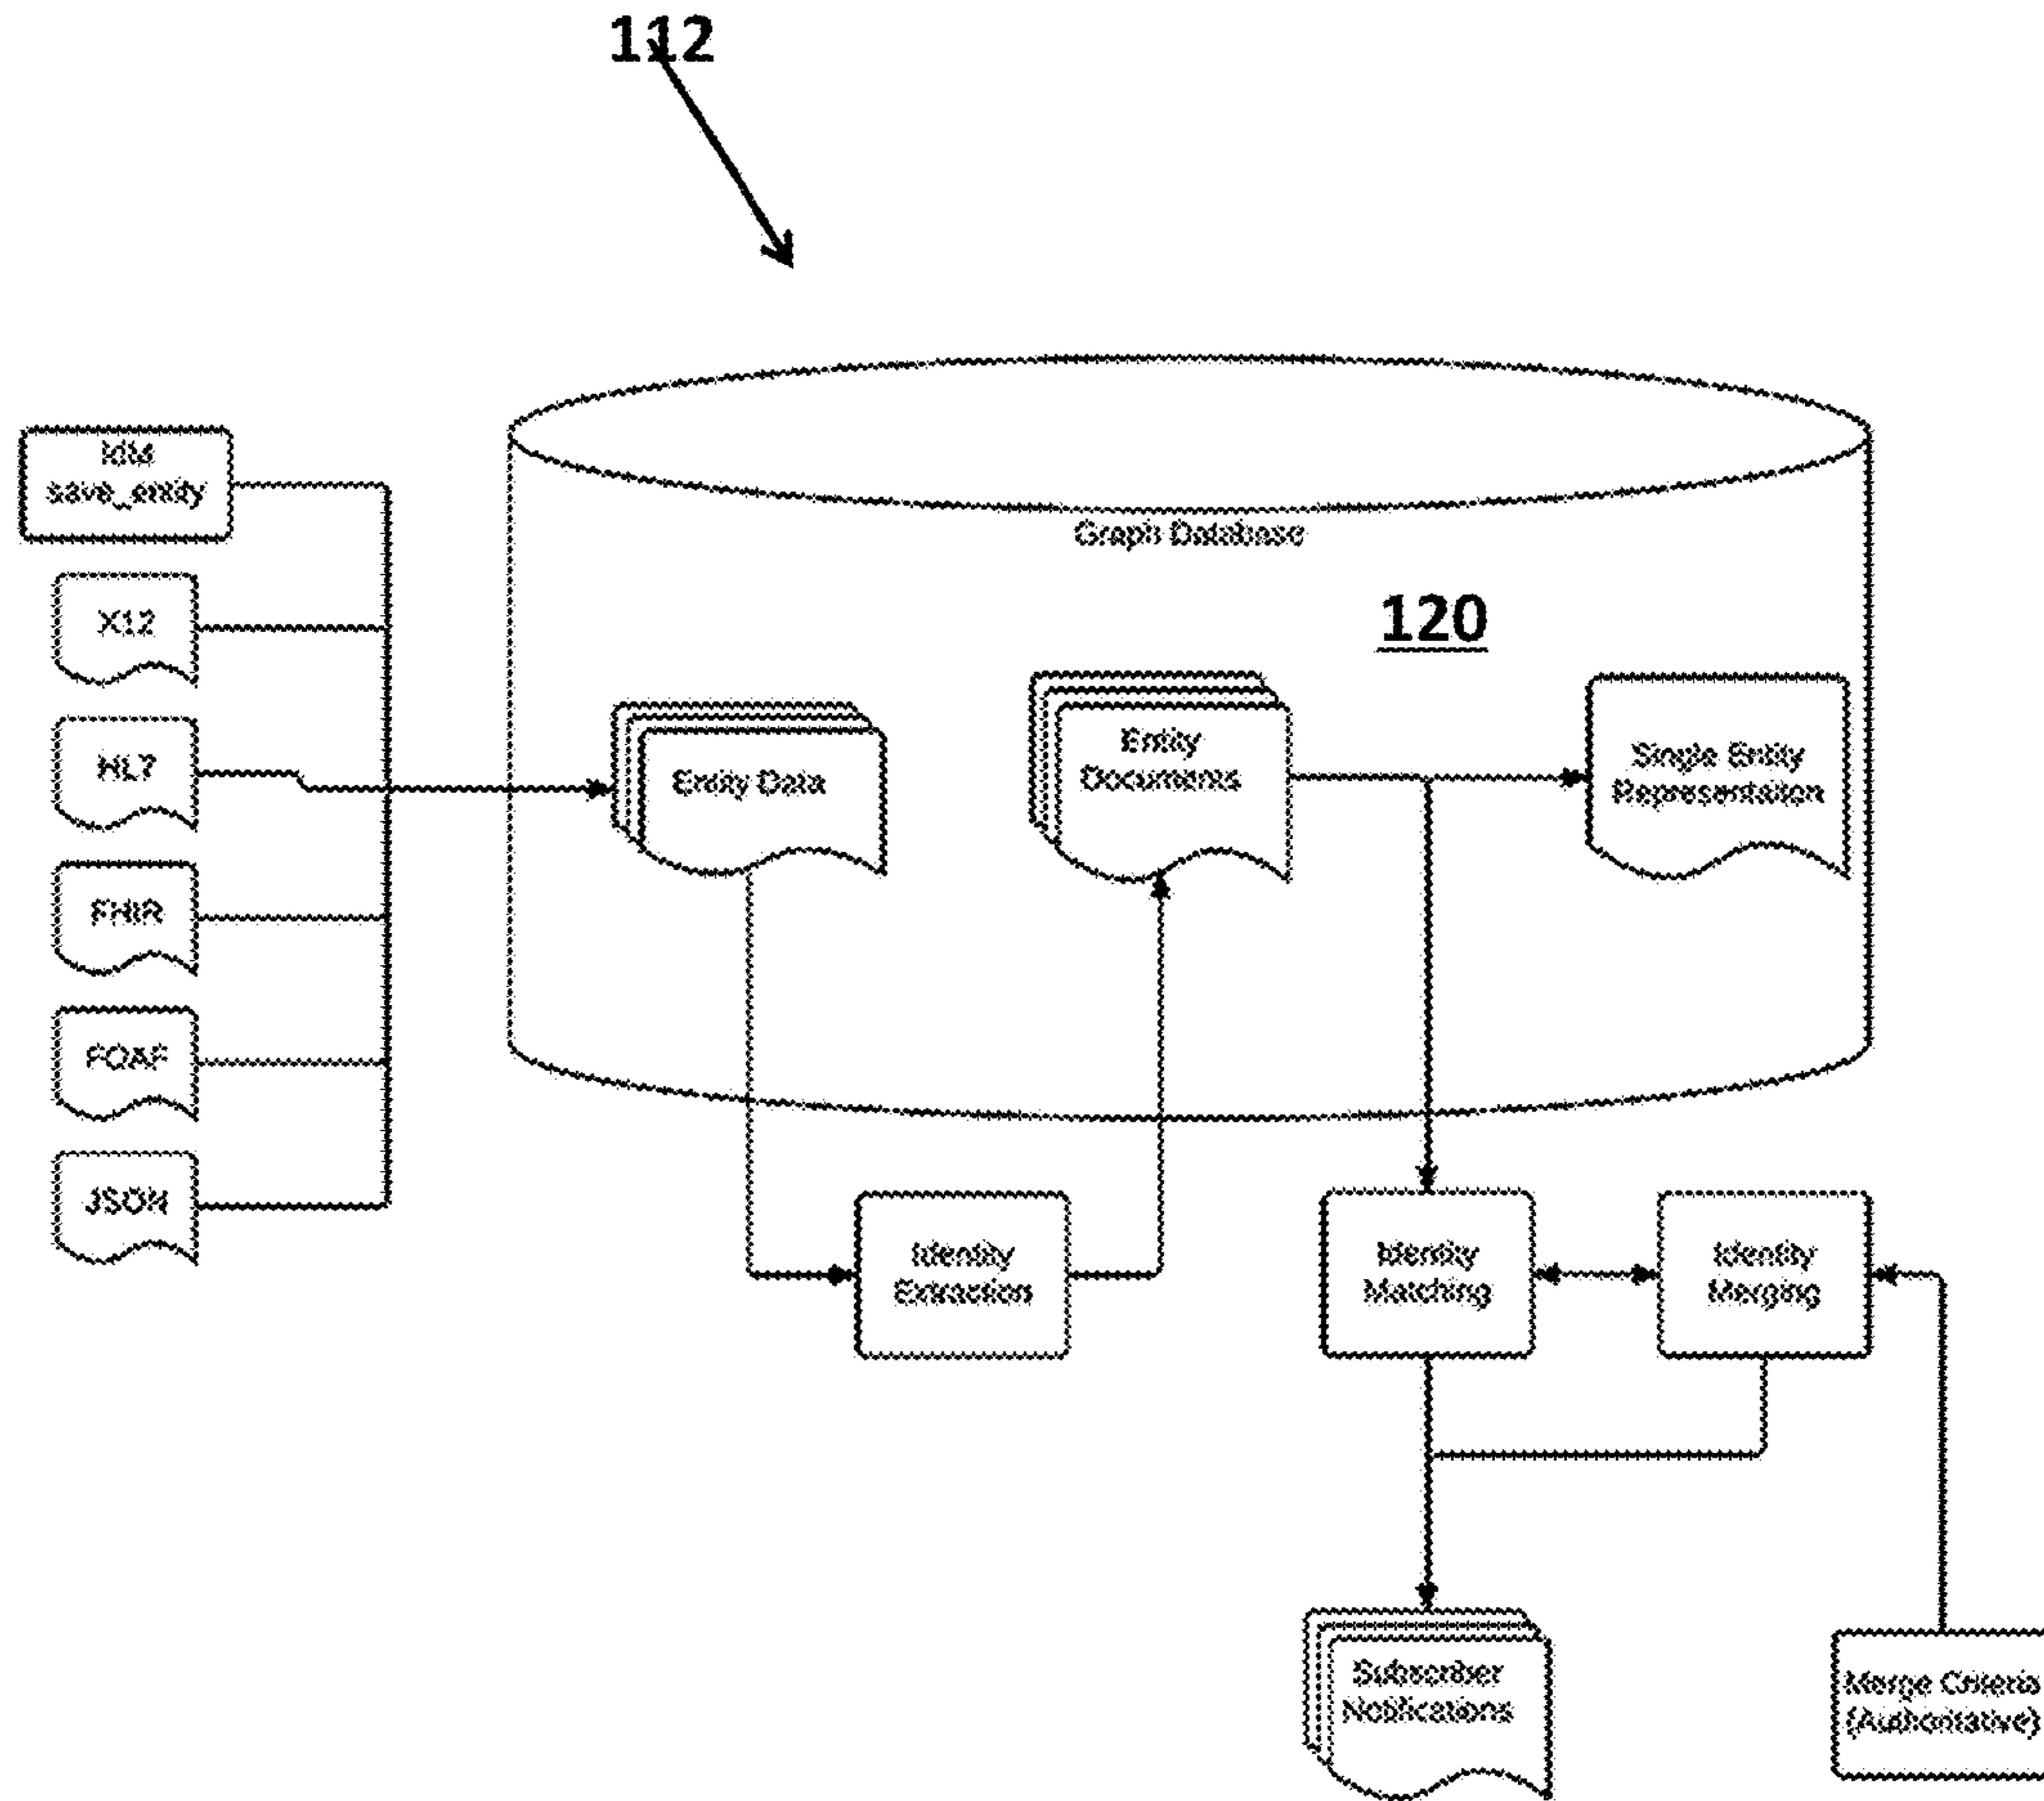 112
IdM
save_entity
Graph Database
X12
120
HL7
Entity Data
Entity
Documents
Single Entity
Representation
FHIR
FOAF
JSON
Identity
Extraction
Identity
Matching
Identity
Merging
Subscriber
Notifications
Merge Criteria
(Authoritative)